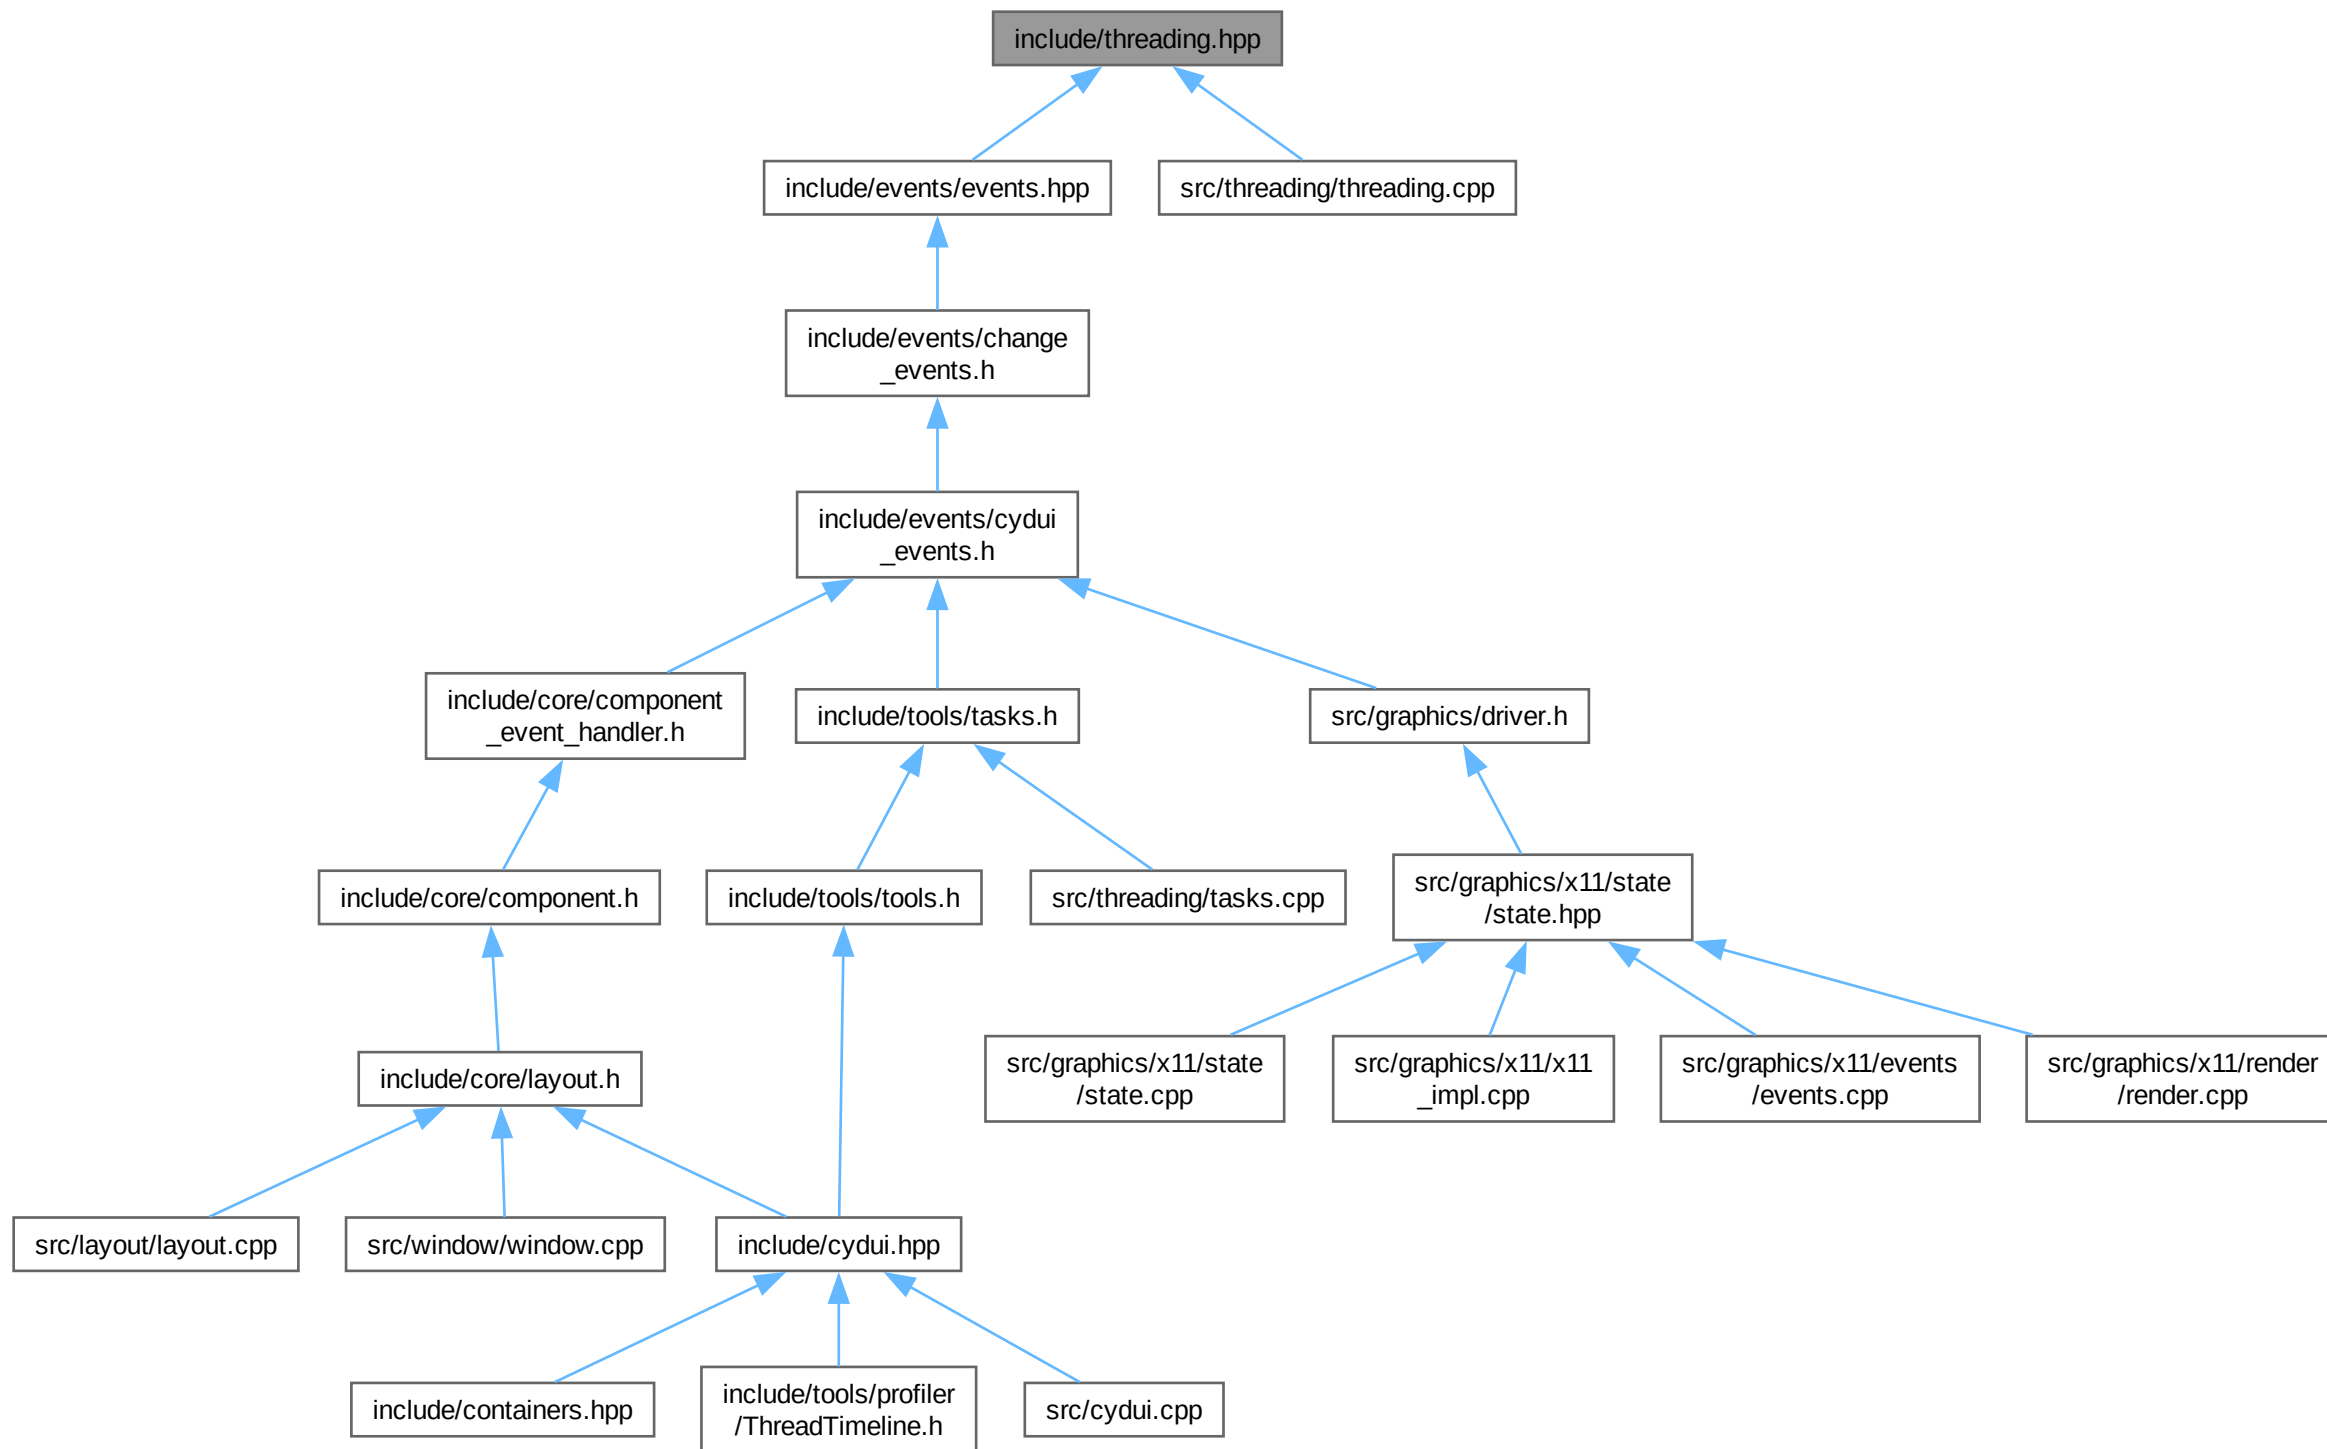 include/threading.hpp
include/events/events.hpp
src/threading/threading.cpp
include/events/change
_events.h
include/events/cydui
_events.h
include/core/component
_event_handler.h
include/tools/tasks.h
src/graphics/driver.h
include/core/component.h
include/tools/tools.h
src/threading/tasks.cpp
src/graphics/x11/state
/state.hpp
include/core/layout.h
src/graphics/x11/state
/state.cpp
src/graphics/x11/x11
_impl.cpp
src/graphics/x11/events
/events.cpp
src/graphics/x11/render
/render.cpp
src/layout/layout.cpp
src/window/window.cpp
include/cydui.hpp
include/containers.hpp
include/tools/profiler
/ThreadTimeline.h
src/cydui.cpp